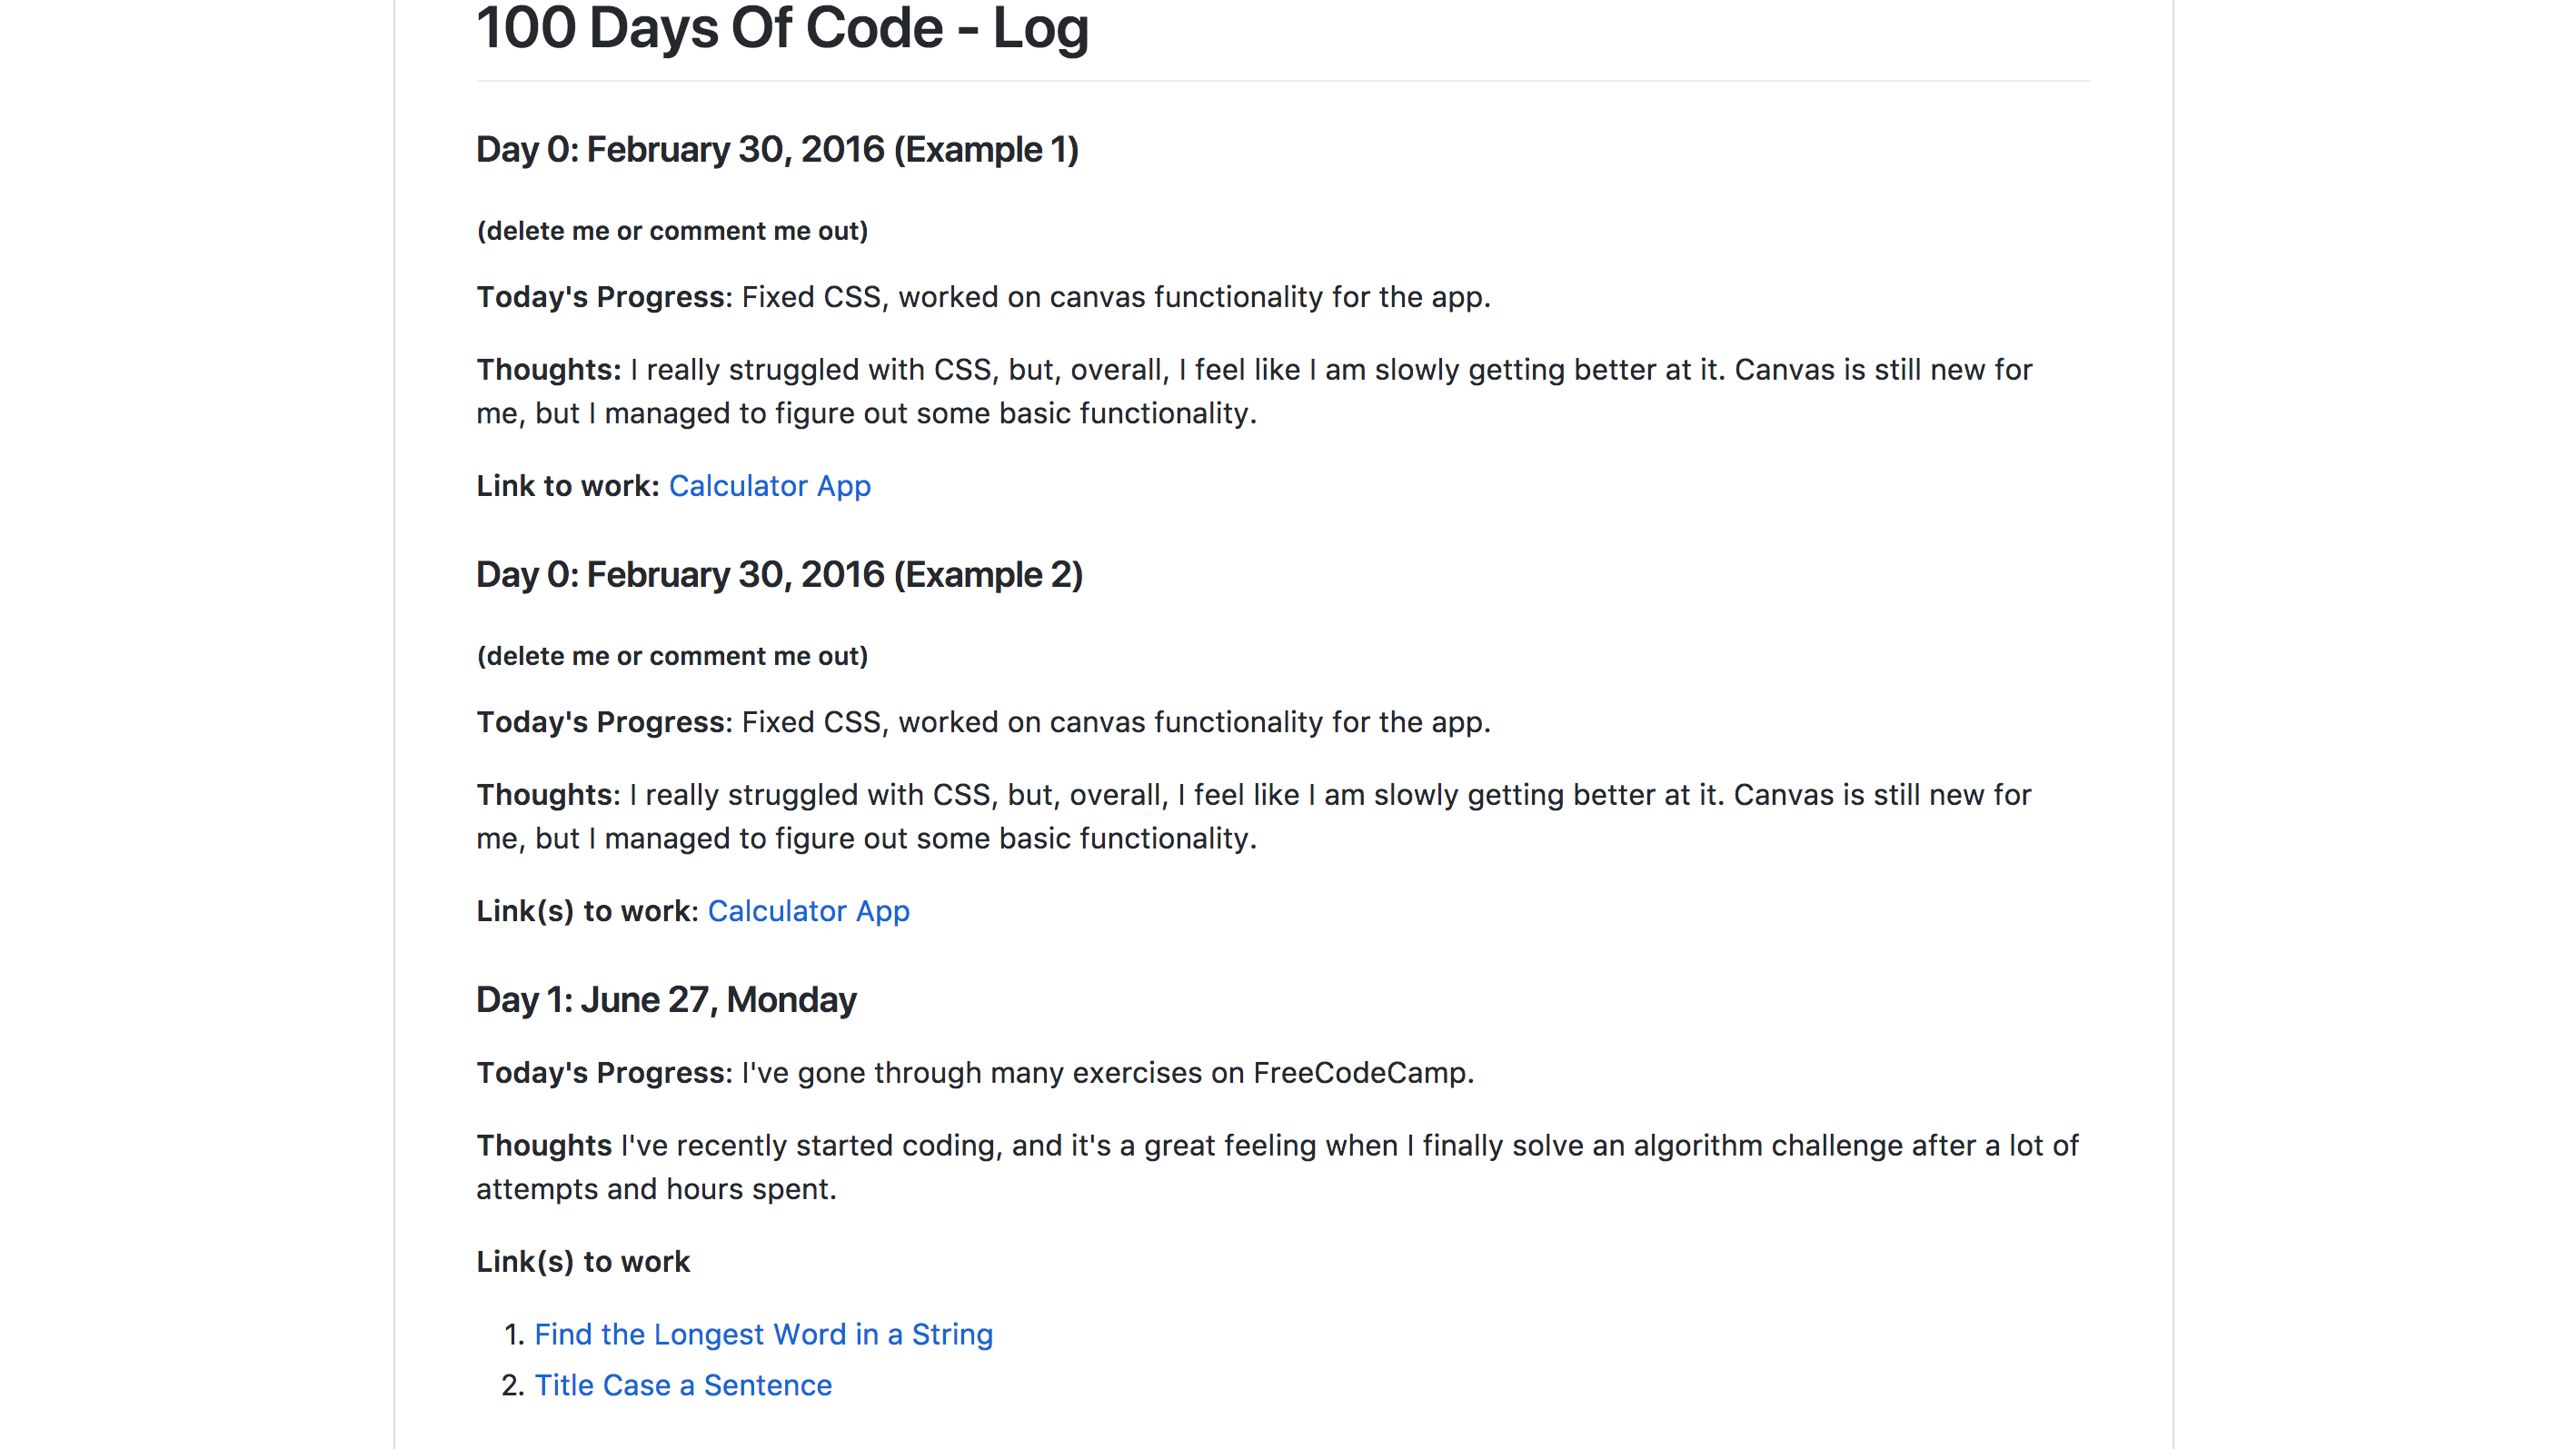 100 Days Of Code - Log
Day 0: February 30, 2016 (Example 1)
(delete me or comment me out)
Today's Progress: Fixed CSS, worked on canvas functionality for the app.
Thoughts: I really struggled with CSS, but, overall, I feel like I am slowly getting better at it. Canvas is still new for
me, but I managed to figure out some basic functionality.
Link to work: Calculator App
Day 0: February 30, 2016 (Example 2)
(delete me or comment me out)
Today's Progress: Fixed CSS, worked on canvas functionality for the app.
Thoughts: I really struggled with CSS, but, overall, I feel like I am slowly getting better at it. Canvas is still new for
me, but I managed to figure out some basic functionality.
Link(s) to work: Calculator App
Day 1: June 27, Monday
Today's Progress: I've gone through many exercises on FreeCodeCamp.
Thoughts I've recently started coding, and it's a great feeling when I finally solve an algorithm challenge after a lot of
attempts and hours spent.
Link(s) to work
1. Find the Longest Word in a String
2. Title Case a Sentence